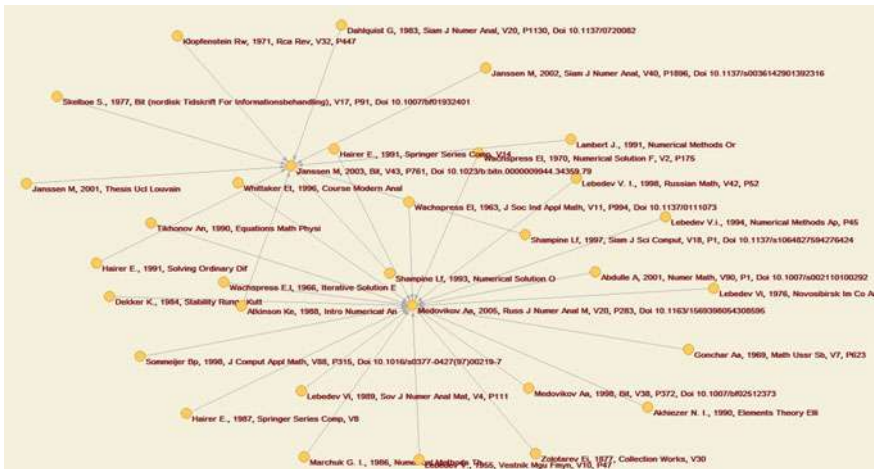 Dahlquist G, 1983, Siam J Numer Anal, V20, P1130, Doi 10.1137/0720082
Klopfenstein Rw, 1971, Rca Rev, V32, P447
Janssen M, 2002, Siam J Numer Anal, V40, P1896, Doi 10.1137/s0036142901392316
Skelboe S., 1977, Bit (nordisk Tidskrift For Informationsbehandling), V17, P91, Doi 10.1007/bf01932401
Lambert J., 1991, Numerical Methods Or
Hairer E., 1991, Springer Series Comp, V14
Wachspress El, 1970, Numerical Solution F, V2, P175
Janssen M, 2003, Bit, V43, P761, Doi 10.1023/b:bitn.0000009944.34359.79
Janssen M, 2001, Thesis Ucl Louvain
Whittaker Et, 1996, Course Modern Anal
Lebedev V. I., 1998, Russian Math, V42, P52
Wachspress El, 1963, J Soc Ind Appl Math, V11, P994, Doi 10.1137/0111073
Lebedev V.i., 1994, Numerical Methods Ap, P45
Tikhonov An, 1990, Equations Math Physi
Shampine Lf, 1997, Siam J Sci Comput, V18, P1, Doi 10.1137/s1064827594276424
Hairer E., 1991, Solving Ordinary Dif
Shampine Lf, 1993, Numerical Solution O
Abdulle A, 2001, Numer Math, V90, P1, Doi 10.1007/s002110100292
Wachspress E.l, 1966, Iterative Solution E
Lebedev Vi, 1976, Novosibirsk Im Co A
Dekker K., 1984, Stability Kutt
Atkinson Ke, 1988, Intro Numerical An
Medovikov Aa, 2005, Russ J Numer Anal M, V20, P283, Doi 10.1163/1569398054308595
Gonchar Aa, 1969, Math Ussr Sb, V7, P623
Sommeijer Bp, 1998, J Comput Appl Math, V88, P315, Doi 10.1016/s0377-0427(97)00219-7
Lebedev Vi, 1989, Sov J Numer Anal Mat, V4, P111
Medovikov Aa, 1998, Bit, V38, P372, Doi 10.1007/bf02512373
Akhiezer N. I., 1990, Elements Theory Elli
Hairer E., 1987, Springer Series Comp, V8
Zolotarev Ei, 1877, Collection Works, V30
Marchuk G. I., 1986, Methods
1955, Vestnik Mgu Fmyn, V10, P47